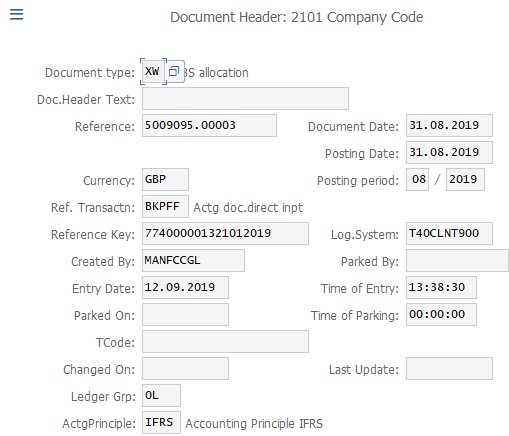 Document Header: 2101 Company Code
Document type: XW BS allocation
Doc.Header Text:
Reference: 5009095.00003 Document Date: 31.08.2019
Posting Date: 31.08.2019
Currency: GBP Posting period: 08 / 2019
Ref. Transactn: BKPFF Actg doc.direct inpt
Reference Key: 774000001321012019 Log.System: T40CLNT900
Created By: MANFCCGL Parked By:
Entry Date: 12.09.2019 Time of Entry: 13:38:30
Parked On: Time of Parking: 00:00:00
TCode:
Changed On: Last Update:
Ledger Grp: 0L
ActgPrinciple: IFRS Accounting Principle IFRS